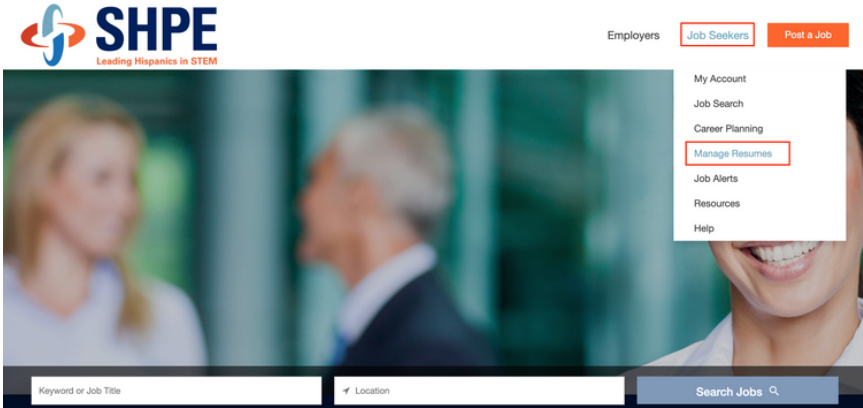 SHPE
Leading Hispanics in STEM
Employers
Job Seekers
Post a Job
My Account
Job Search
Career Planning
Manage Resumes
Job Alerts
Resources
Help
Keyword or Job Title
Location
Search Jobs